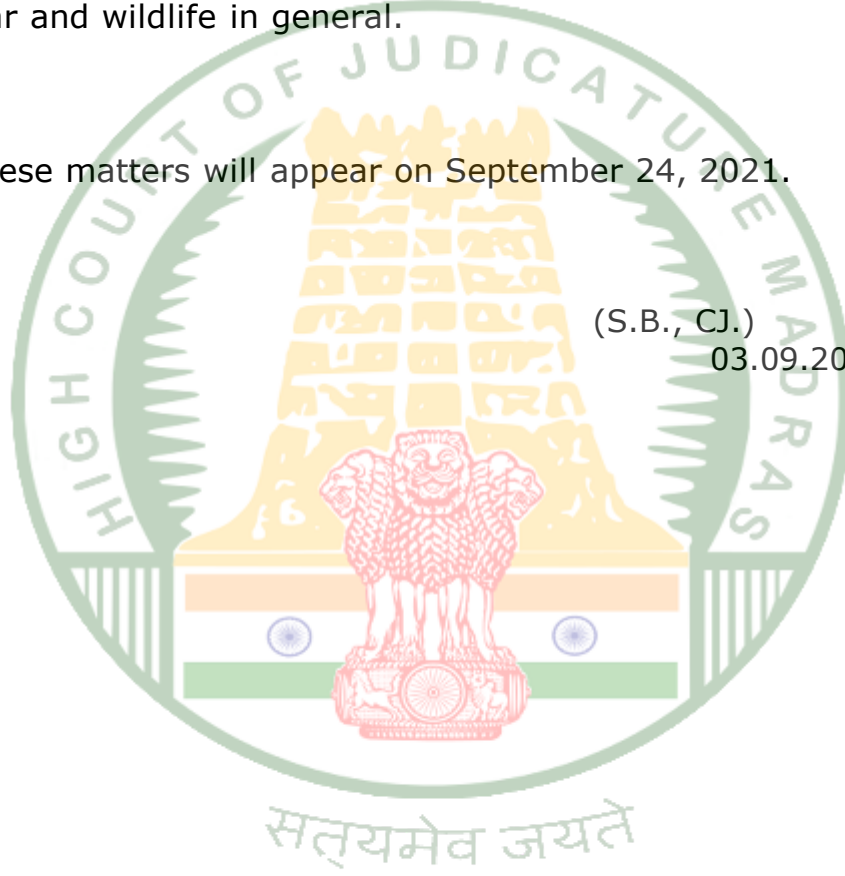 ar and wildlife in general.
HIGH COURT OF JUDICATURE MADRAS
ese matters will appear on September 24, 2021.
(S.B., CJ.)
03.09.20
सत्यमेव जयते